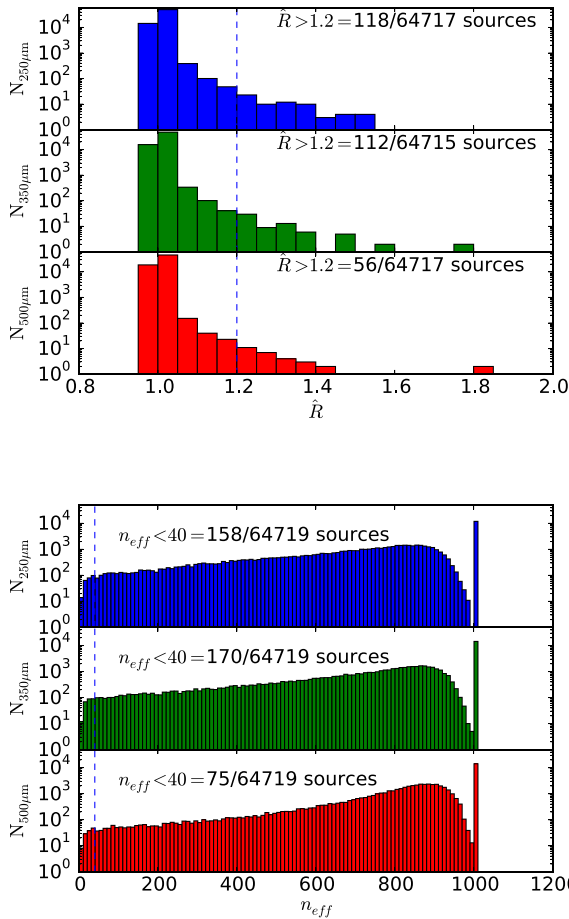 R̂ > 1.2 = 118/64717 sources
N250μm
10⁴
10³
10²
10¹
10⁰
R̂ > 1.2 = 112/64715 sources
N350μm
10⁴
10³
10²
10¹
10⁰
R̂ > 1.2 = 56/64717 sources
N500μm
10⁴
10³
10²
10¹
10⁰
0.8 1.0 1.2 1.4 1.6 1.8 2.0
R̂
neff < 40 = 158/64719 sources
N250μm
10⁴
10³
10²
10¹
10⁰
neff < 40 = 170/64719 sources
N350μm
10⁴
10³
10²
10¹
10⁰
neff < 40 = 75/64719 sources
N500μm
10⁴
10³
10²
10¹
10⁰
0 200 400 600 800 1000
neff